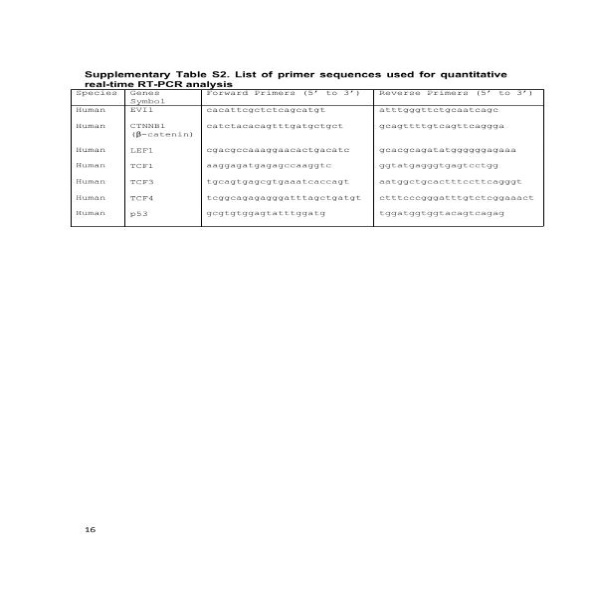 Supplementary Table S2. List of primer sequences used for quantitative
real-time RT-PCR analysis
Species Genes Forward Primers (5' to 3') Reverse Primers (5' to 3')
Symbol
Human EVI1 cacattcgctctcagcatgt atttgggttctgcaatcagc
Human CTNNB1 catctacacagtttgatgctgct gcagttttgtcagttcaggga
(β-catenin)
Human LEF1 cgacgccaaaggaacactgacatc gcacgcagatatggggggagaaa
Human TCF1 aaggagatgagagccaaggtc ggtatgagggtgagtcctgg
Human TCF3 tgcagtgagcgtgaaatcaccagt aatggctgcactttccttcagggt
Human TCF4 tcggcagagagggatttagctgatgt ctttcccgggatttgtctcggaaact
Human p53 gcgtgtggagtatttggatg tggatggtggtacagtcagag
16